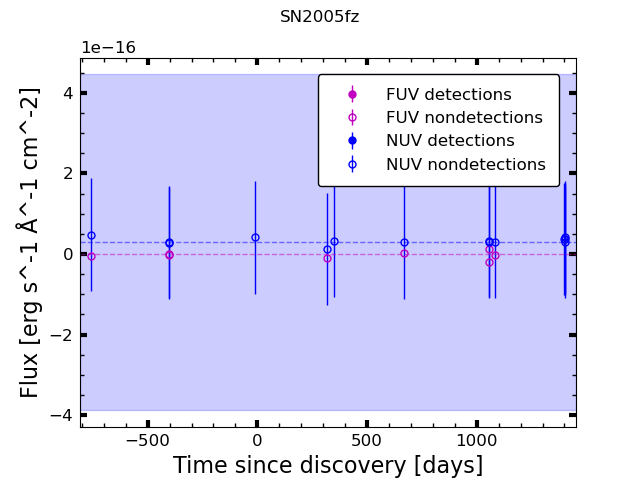 SN2005fz
1e−16
FUV detections
FUV nondetections
NUV detections
NUV nondetections
4
2
0
−2
−4
Flux [erg s^-1 Å^-1 cm^-2]
−500
0
500
1000
Time since discovery [days]